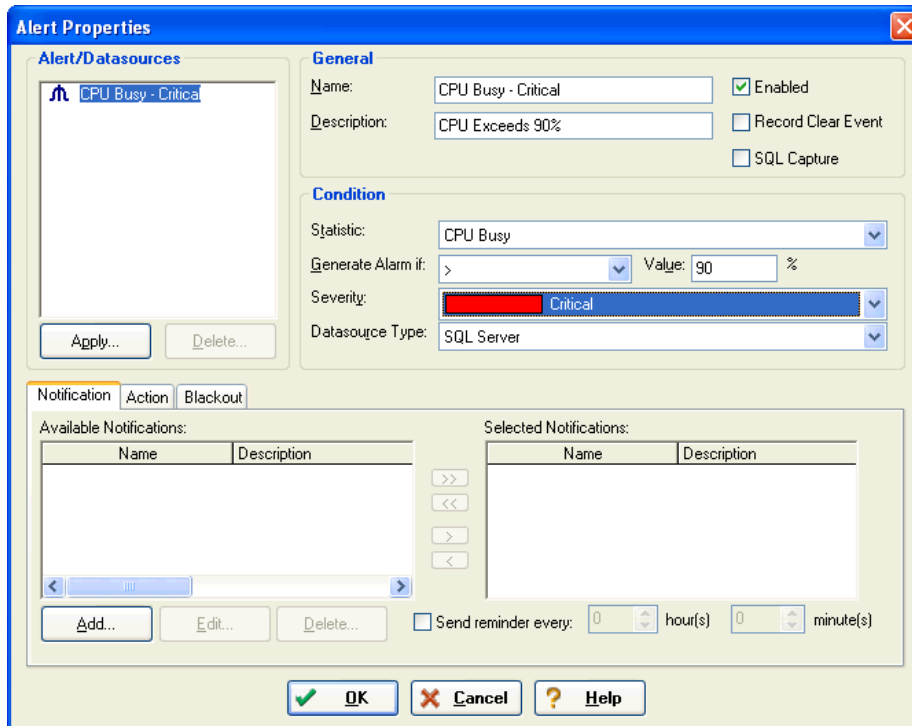 Alert Properties
Alert/Datasources
CPU Busy - Critical
Apply...
Delete...
General
Name:
CPU Busy - Critical
Enabled
Description:
CPU Exceeds 90%
Record Clear Event
SQL Capture
Condition
Statistic:
CPU Busy
Generate Alarm if:
>
Value:
90
%
Severity:
Critical
Datasource Type:
SQL Server
Notification
Action
Blackout
Available Notifications:
Name
Description
>>
<<
>
<
Selected Notifications:
Name
Description
Add...
Edit...
Delete...
Send reminder every:
0
hour(s)
0
minute(s)
OK
Cancel
? Help